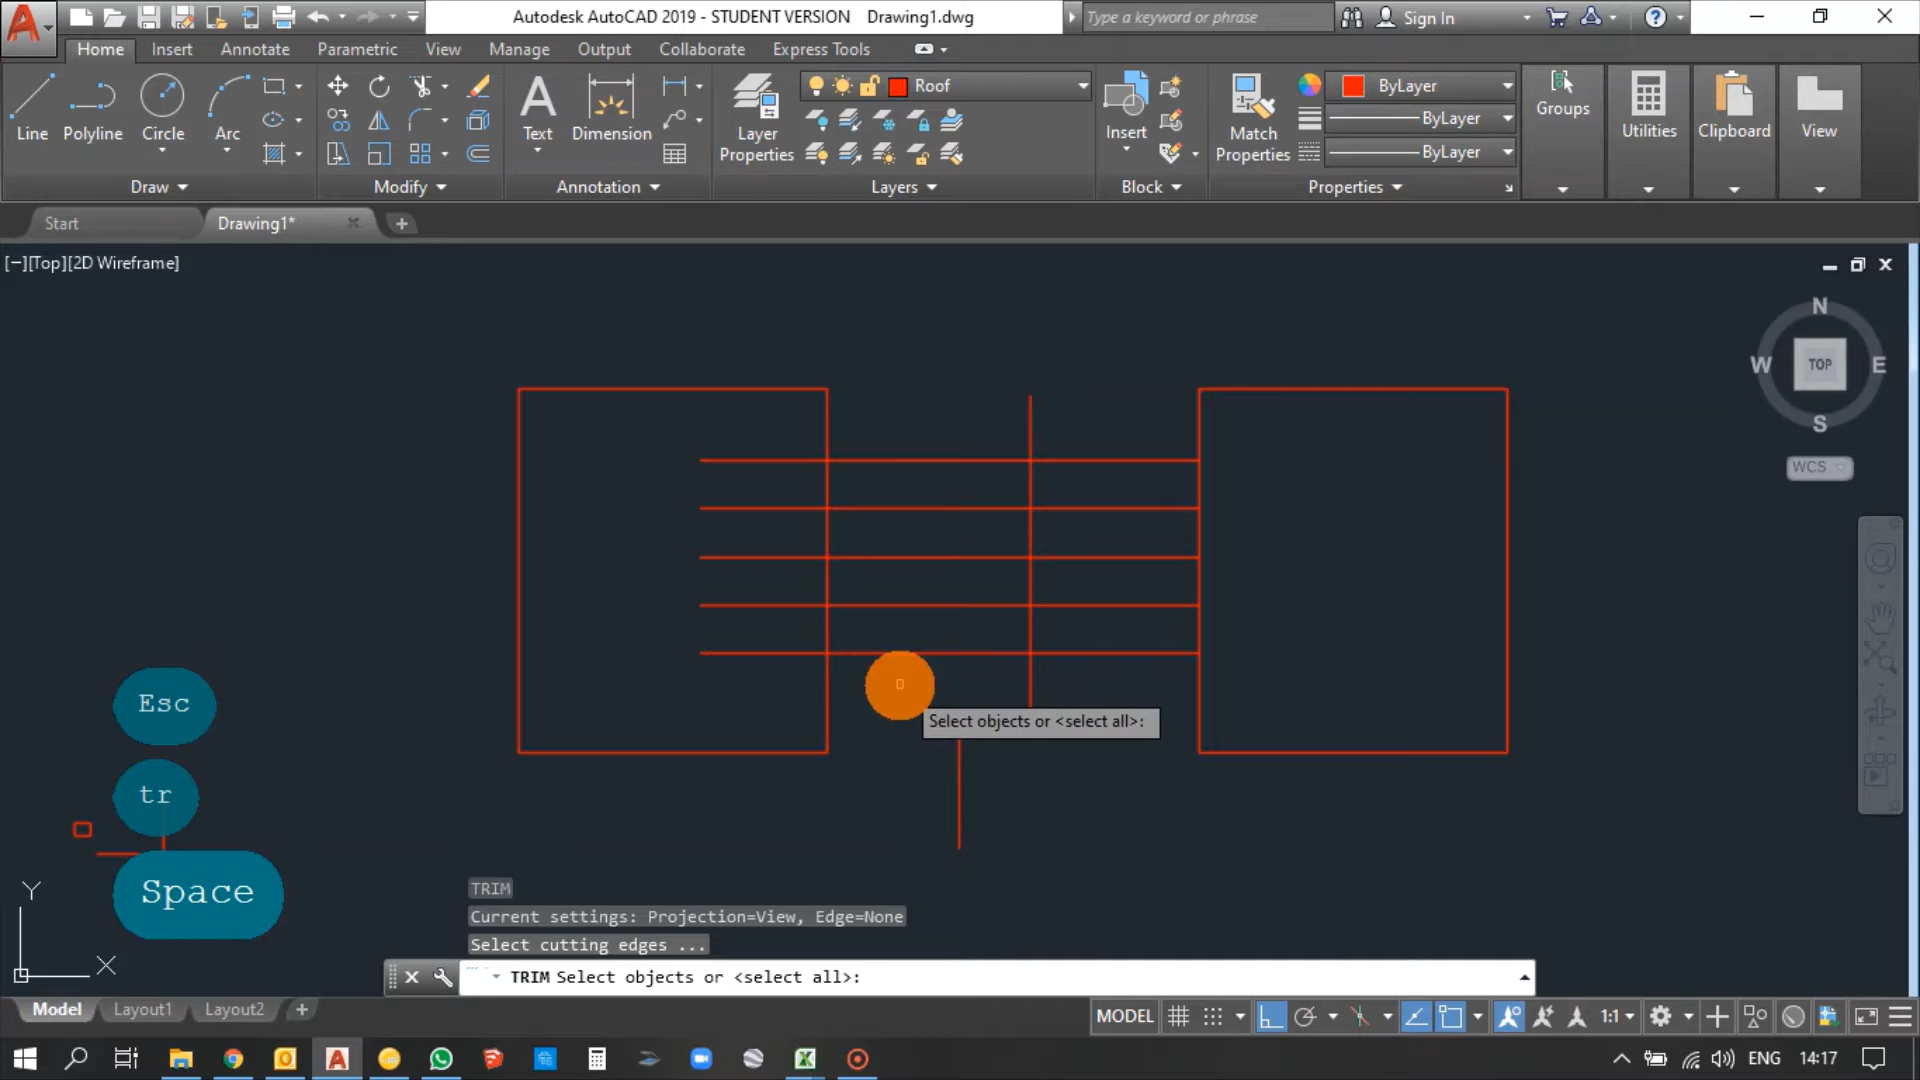 Autodesk AutoCAD 2019 - STUDENT VERSION Drawing1.dwg
Type a keyword or phrase
Sign In
Home Insert Annotate Parametric View Manage Output Collaborate Express Tools
Roof
ByLayer
ByLayer
ByLayer
Line Polyline Circle Arc
Text Dimension
Layer Properties
Insert
Match Properties
Groups
Utilities
Clipboard
View
Draw Modify Annotation Layers Block Properties
Start Drawing1*
[−][Top][2D Wireframe]
N
W TOP E
S
WCS
Esc
tr
Space
Select objects or <select all>:
Y
X
TRIM
Current settings: Projection=View, Edge=None
Select cutting edges ...
TRIM Select objects or <select all>:
Model Layout1 Layout2 +
MODEL 1:1
ENG 14:17